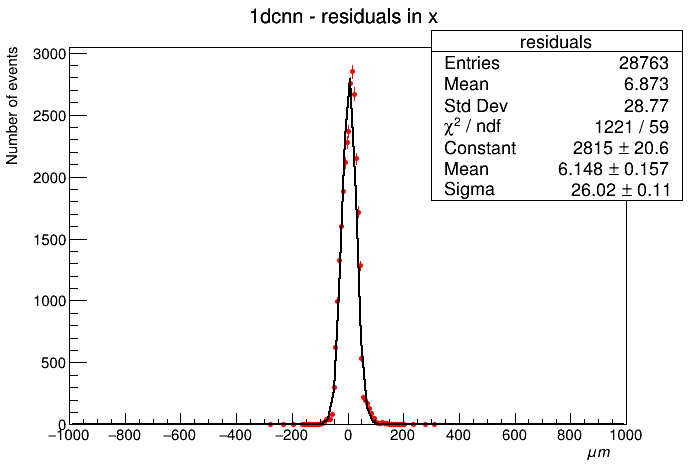 1dcnn - residuals in x
residuals
Entries 28763
Mean 6.873
Std Dev 28.77
χ² / ndf 1221 / 59
Constant 2815 ± 20.6
Mean 6.148 ± 0.157
Sigma 26.02 ± 0.11
Number of events
3000
2500
2000
1500
1000
500
0
−1000 −800 −600 −400 −200 0 200 400 600 800 1000
μm